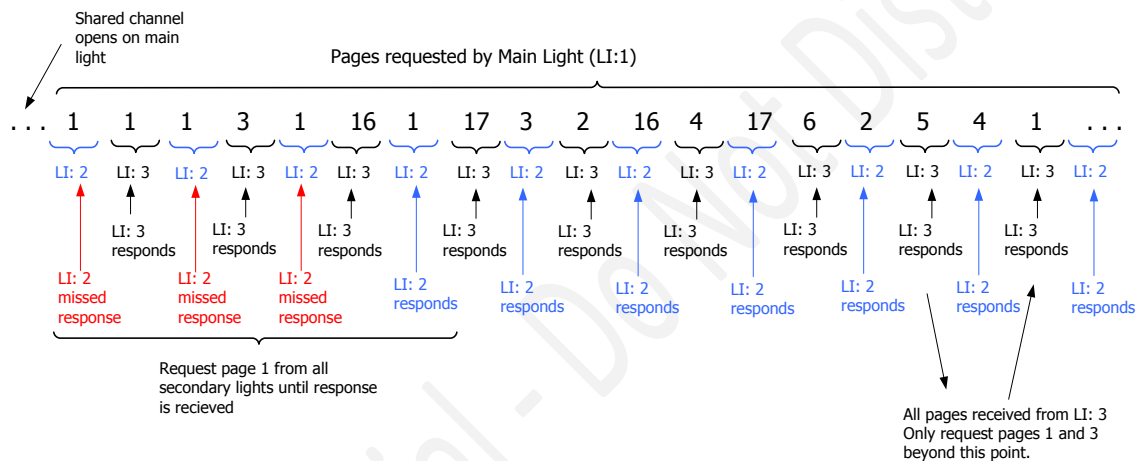 Shared channel
opens on main
light
Pages requested by Main Light (LI:1)
. . . 1 1 1 3 1 16 1 17 3 2 16 4 17 6 2 5 4 1 . . .
LI: 2 LI: 3 LI: 2 LI: 3 LI: 2 LI: 3 LI: 2 LI: 3 LI: 2 LI: 3 LI: 2 LI: 3 LI: 2 LI: 3 LI: 2 LI: 3 LI: 2 LI: 3 LI: 2
LI: 3
responds
LI: 3
responds
LI: 3
responds
LI: 3
responds
LI: 3
responds
LI: 3
responds
LI: 3
responds
LI: 3
responds
LI: 3
responds
LI: 2
missed
response
LI: 2
missed
response
LI: 2
missed
response
LI: 2
responds
LI: 2
responds
LI: 2
responds
LI: 2
responds
LI: 2
responds
LI: 2
responds
LI: 2
responds
Request page 1 from all
secondary lights until response
is recieved
All pages received from LI: 3
Only request pages 1 and 3
beyond this point.
ial - Do Not Dis